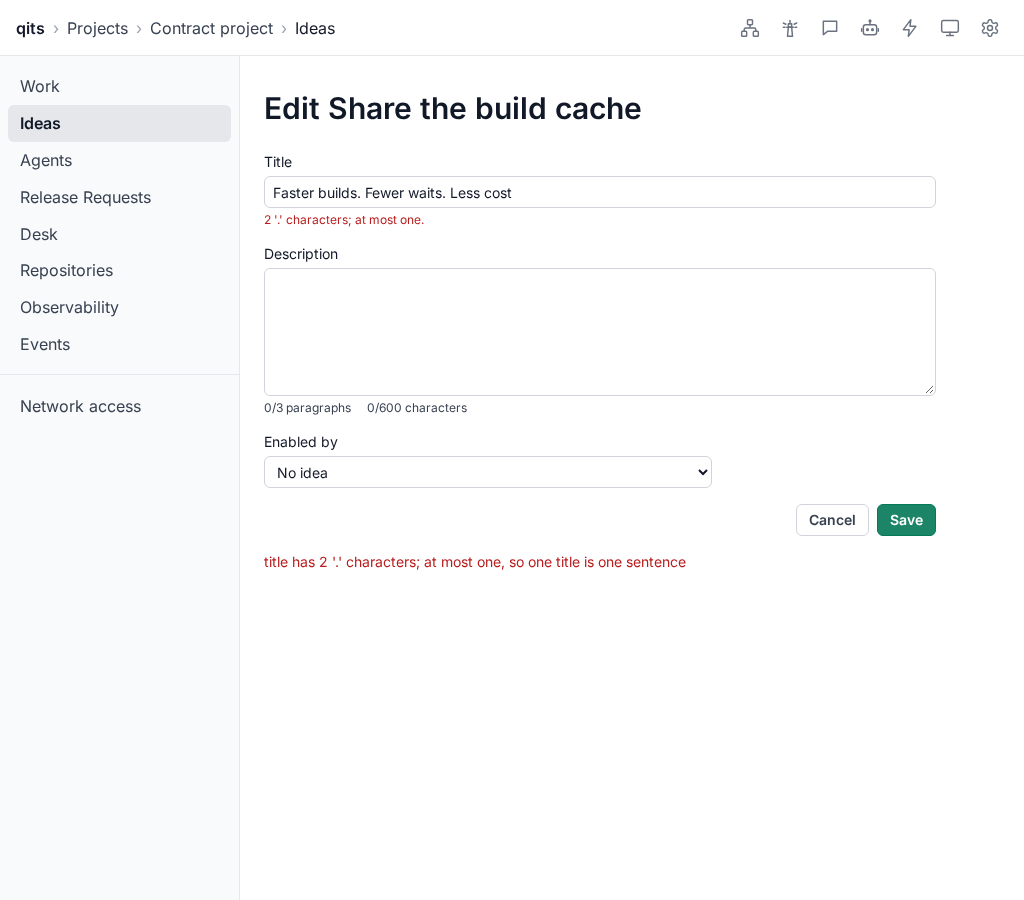 qits › Projects › Contract project › Ideas
Work
Ideas
Agents
Release Requests
Desk
Repositories
Observability
Events
Network access
Edit Share the build cache
Title
Faster builds. Fewer waits. Less cost
2 '.' characters; at most one.
Description
0/3 paragraphs 0/600 characters
Enabled by
No idea
Cancel Save
title has 2 '.' characters; at most one, so one title is one sentence